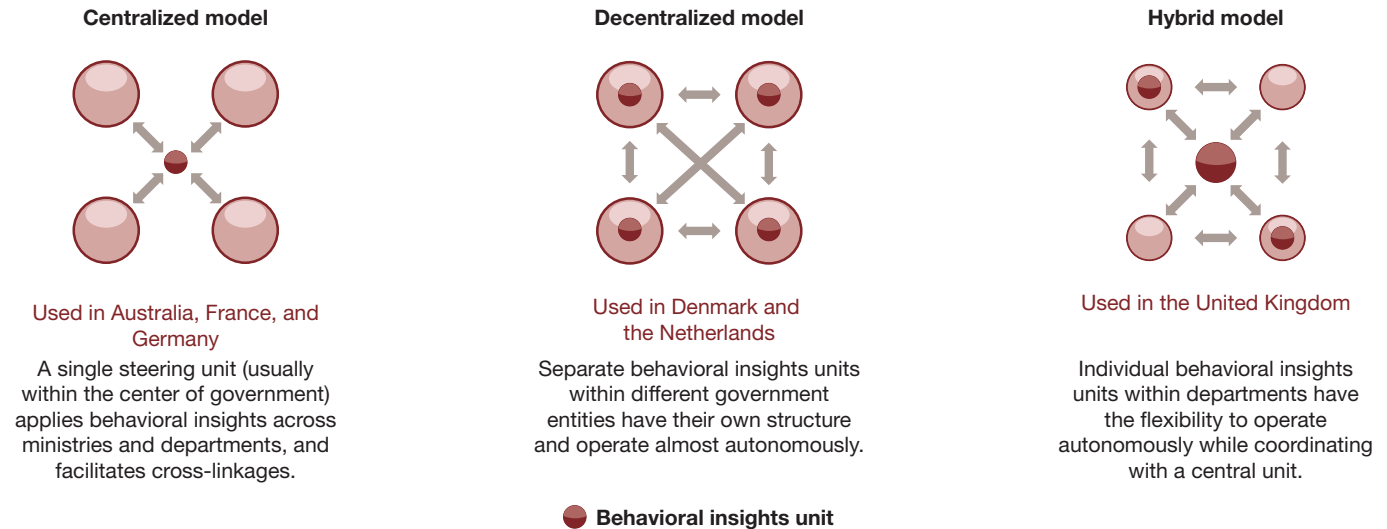 Centralized model
Used in Australia, France, and
Germany
A single steering unit (usually
within the center of government)
applies behavioral insights across
ministries and departments, and
facilitates cross-linkages.
Decentralized model
Used in Denmark and
the Netherlands
Separate behavioral insights units
within different government
entities have their own structure
and operate almost autonomously.
Hybrid model
Used in the United Kingdom
Individual behavioral insights
units within departments have
the flexibility to operate
autonomously while coordinating
with a central unit.
Behavioral insights unit